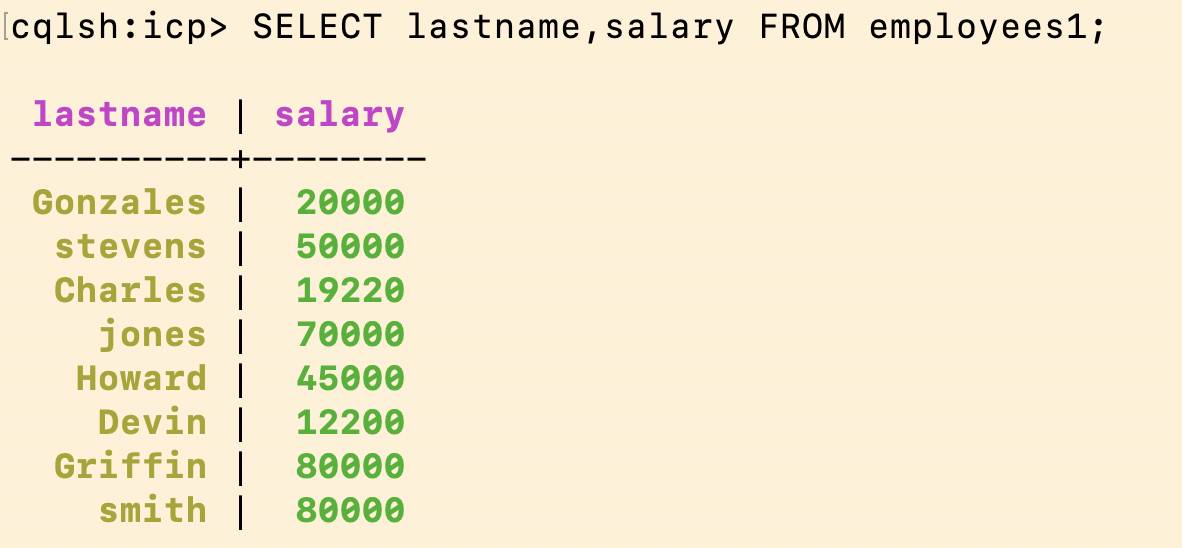 [cqlsh:icp> SELECT lastname,salary FROM employees1;
lastname | salary
----------+--------
Gonzales | 20000
stevens | 50000
Charles | 19220
jones | 70000
Howard | 45000
Devin | 12200
Griffin | 80000
smith | 80000